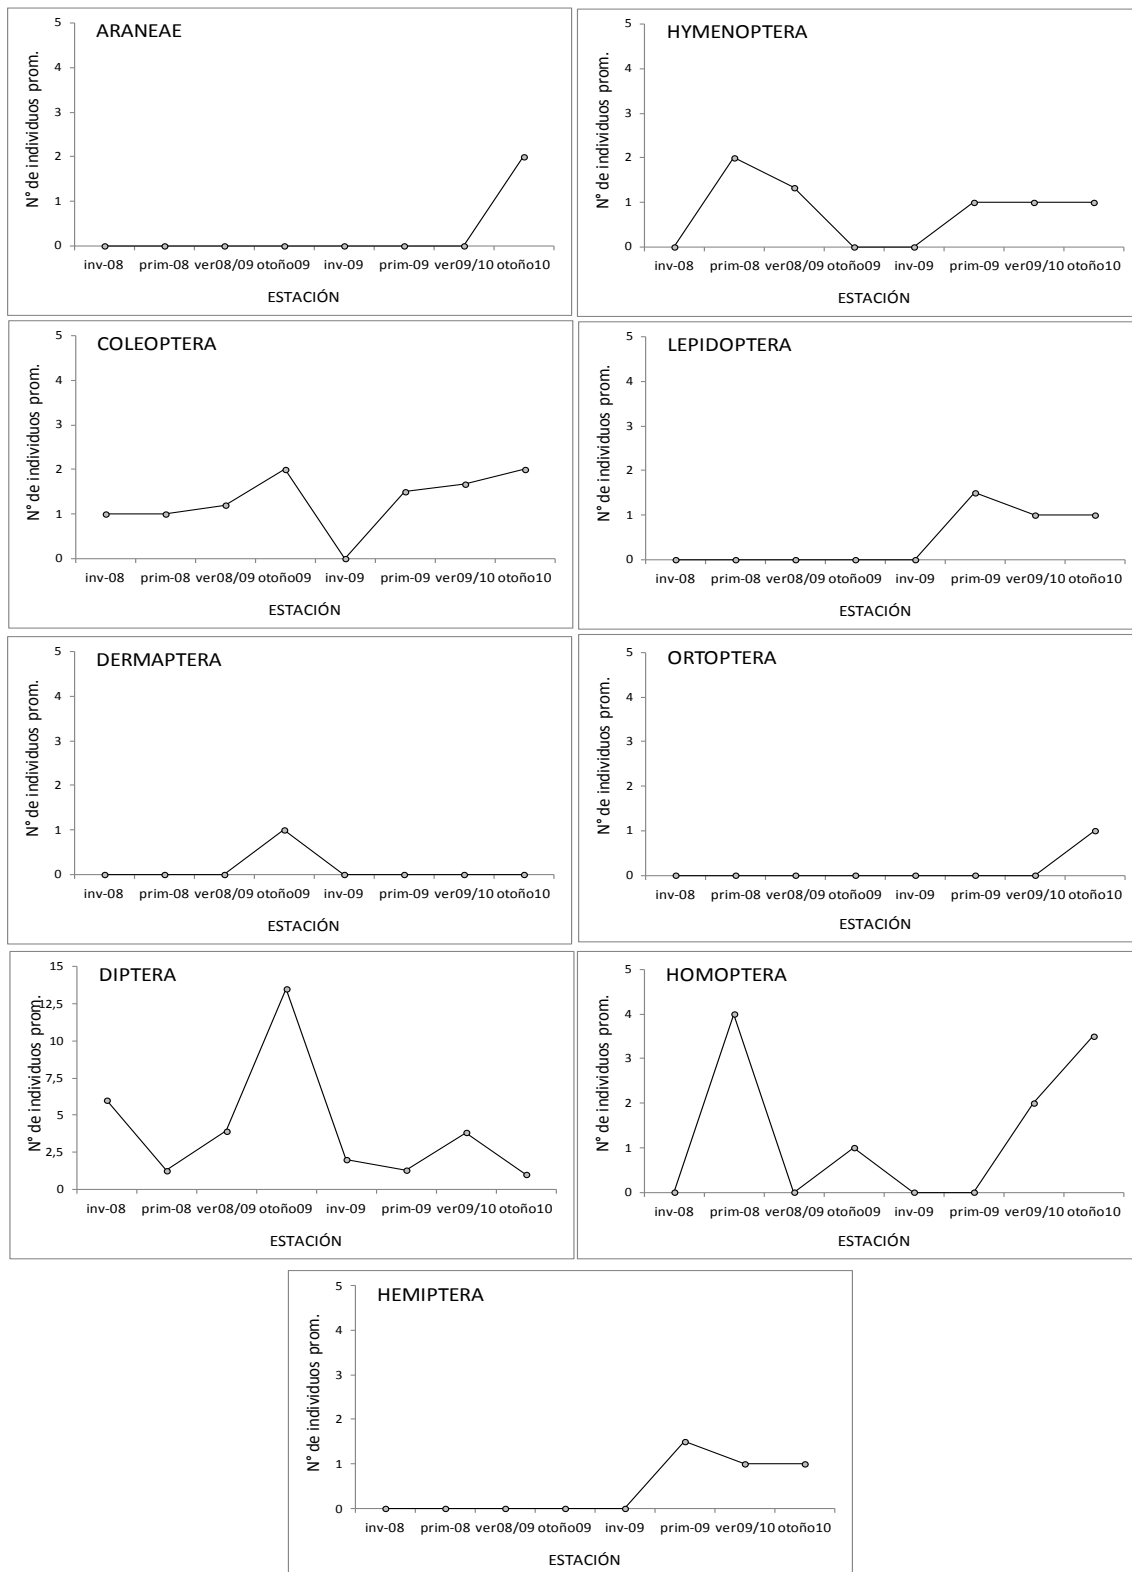 ARANEAE
N° de individuos prom.
5
4
3
2
1
0
inv-08 prim-08 ver08/09 otoño09 inv-09 prim-09 ver09/10 otoño10
ESTACIÓN
HYMENOPTERA
N° de individuos prom.
5
4
3
2
1
0
inv-08 prim-08 ver08/09 otoño09 inv-09 prim-09 ver09/10 otoño10
ESTACIÓN
COLEOPTERA
N° de individuos prom.
5
4
3
2
1
0
inv-08 prim-08 ver08/09 otoño09 inv-09 prim-09 ver09/10 otoño10
ESTACIÓN
LEPIDOPTERA
N° de individuos prom.
5
4
3
2
1
0
inv-08 prim-08 ver08/09 otoño09 inv-09 prim-09 ver09/10 otoño10
ESTACIÓN
DERMAPTERA
N° de individuos prom.
5
4
3
2
1
0
inv-08 prim-08 ver08/09 otoño09 inv-09 prim-09 ver09/10 otoño10
ESTACIÓN
ORTOPTERA
N° de individuos prom.
5
4
3
2
1
0
inv-08 prim-08 ver08/09 otoño09 inv-09 prim-09 ver09/10 otoño10
ESTACIÓN
DIPTERA
N° de individuos prom.
15
12,5
10
7,5
5
2,5
0
inv-08 prim-08 ver08/09 otoño09 inv-09 prim-09 ver09/10 otoño10
ESTACIÓN
HOMOPTERA
N° de individuos prom.
5
4
3
2
1
0
inv-08 prim-08 ver08/09 otoño09 inv-09 prim-09 ver09/10 otoño10
ESTACIÓN
HEMIPTERA
N° de individuos prom.
5
4
3
2
1
0
inv-08 prim-08 ver08/09 otoño09 inv-09 prim-09 ver09/10 otoño10
ESTACIÓN